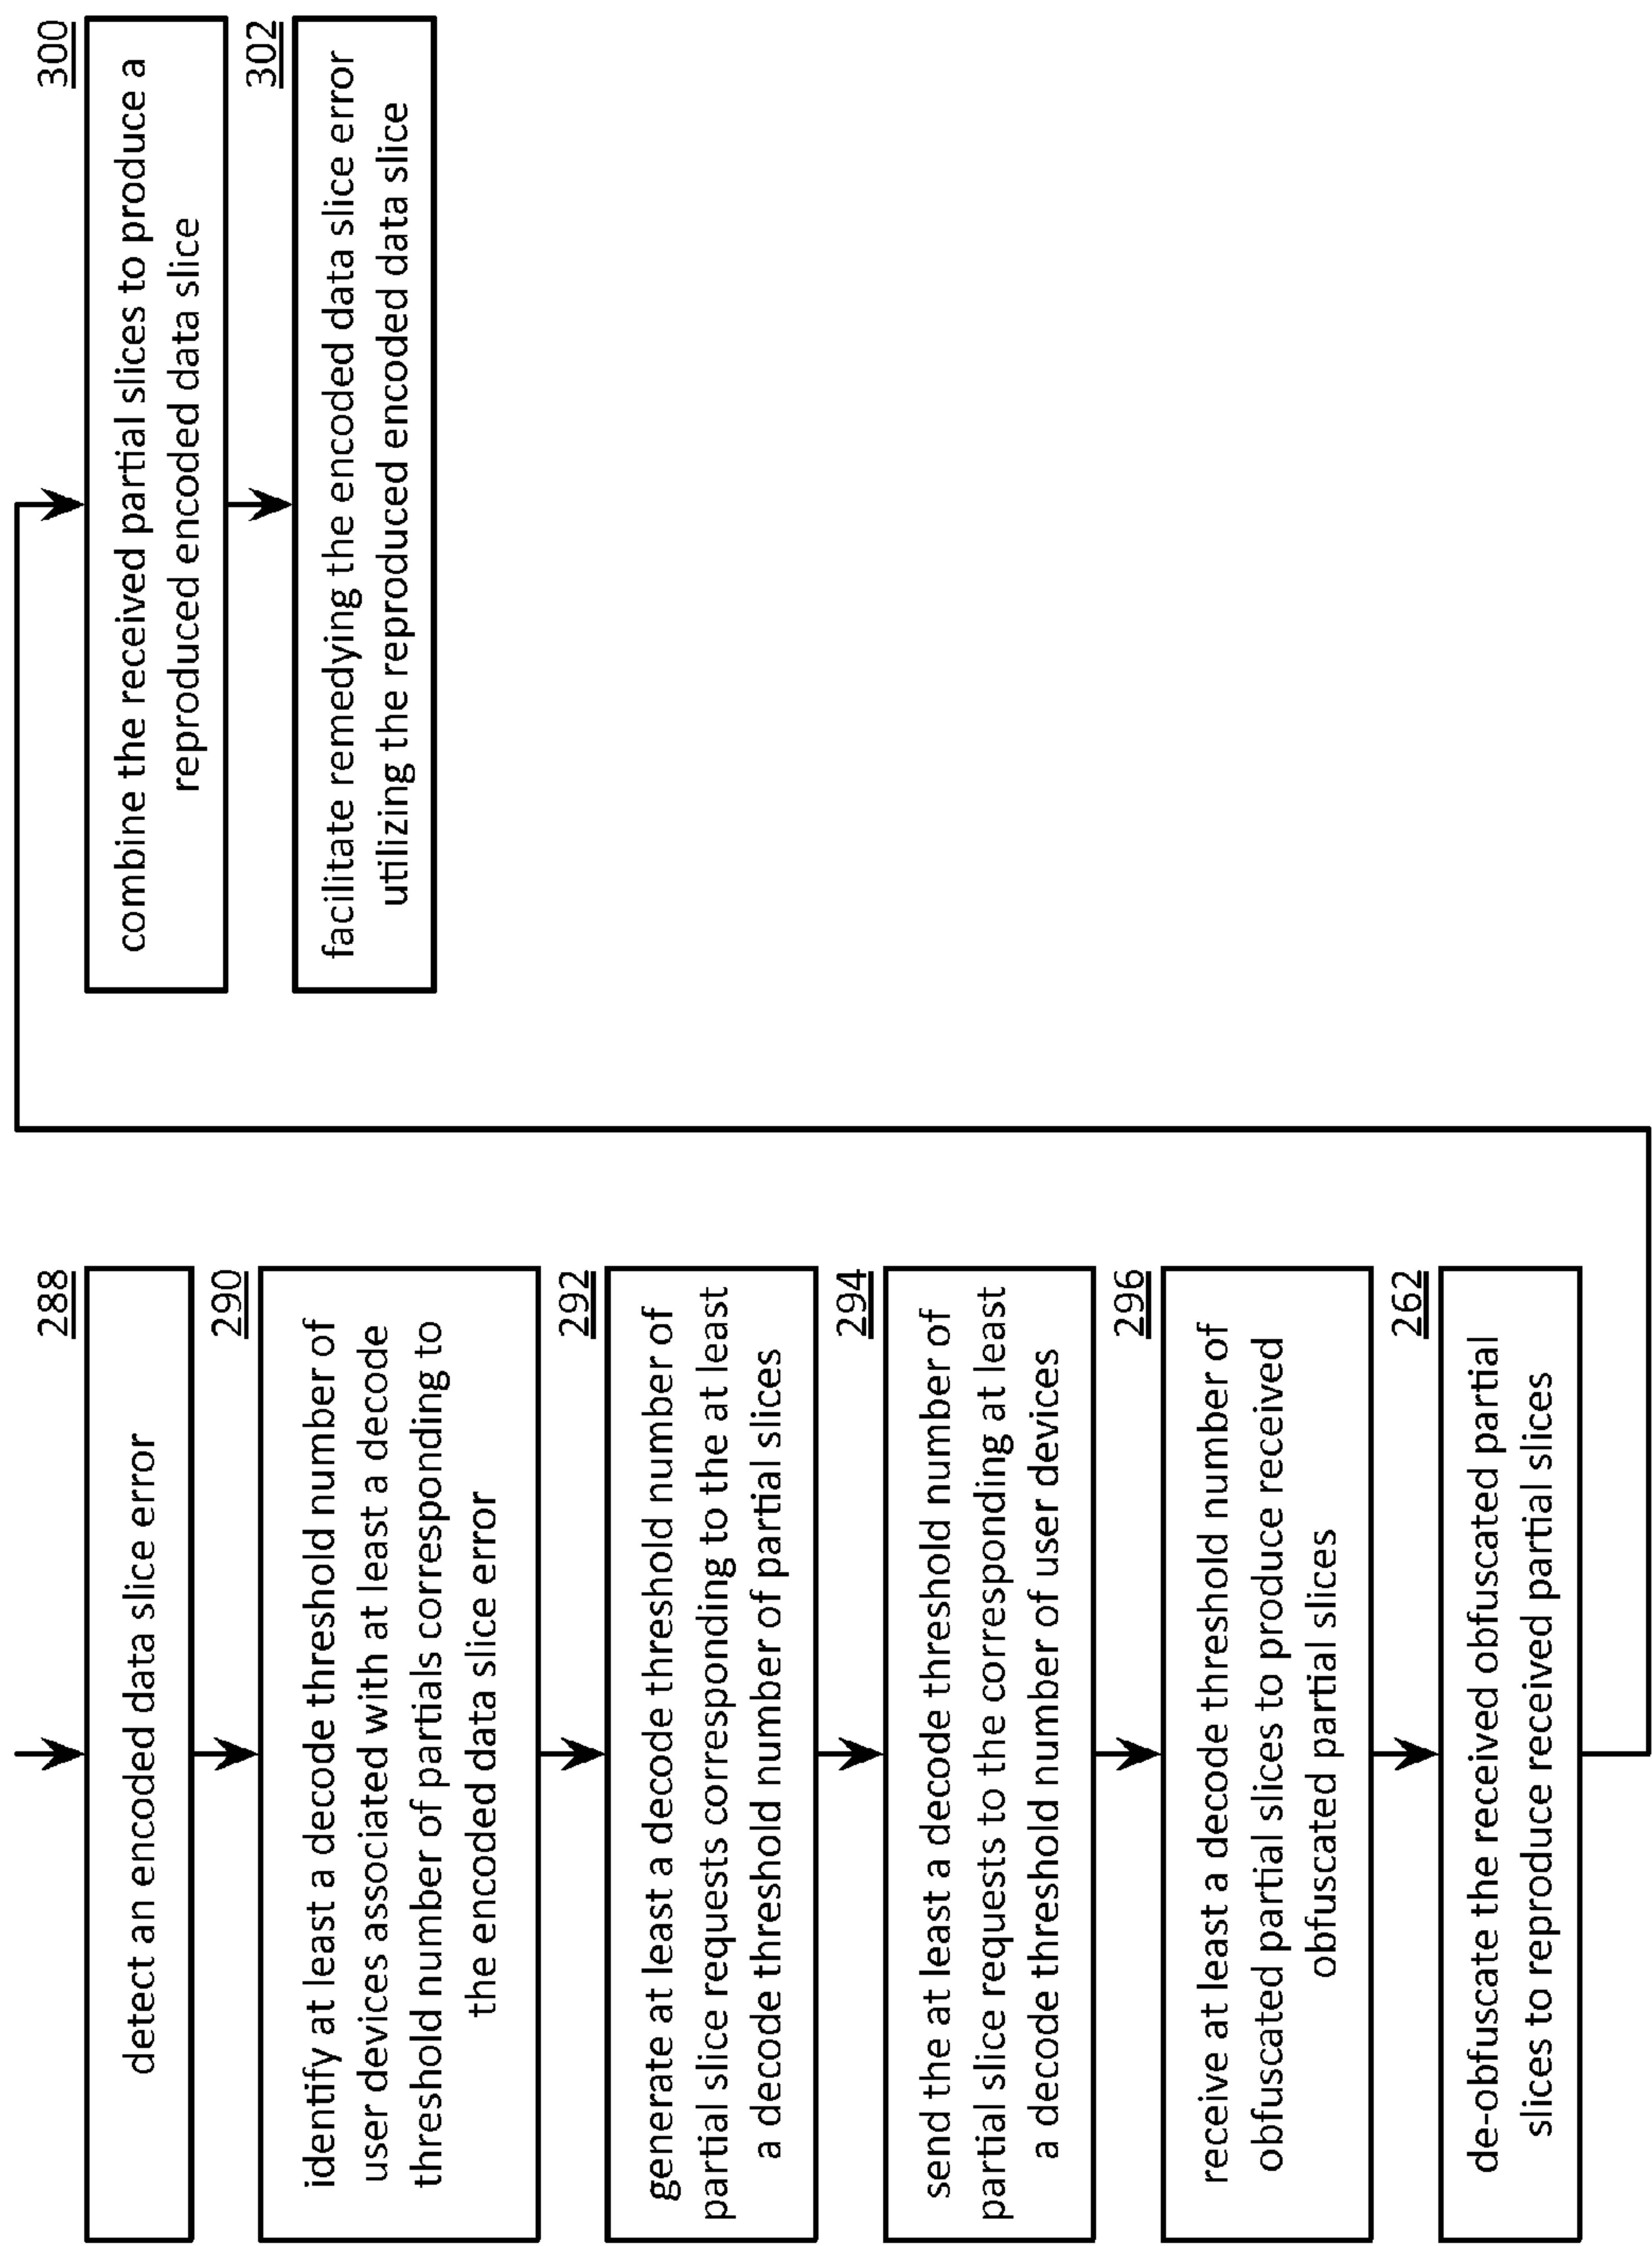 288
detect an encoded data slice error
290
identify at least a decode threshold number of
user devices associated with at least a decode
threshold number of partials corresponding to
the encoded data slice error
292
generate at least a decode threshold number of
partial slice requests corresponding to the at least
a decode threshold number of partial slices
294
send the at least a decode threshold number of
partial slice requests to the corresponding at least
a decode threshold number of user devices
296
receive at least a decode threshold number of
obfuscated partial slices to produce received
obfuscated partial slices
262
de-obfuscate the received obfuscated partial
slices to reproduce received partial slices
300
combine the received partial slices to produce a
reproduced encoded data slice
302
facilitate remedying the encoded data slice error
utilizing the reproduced encoded data slice